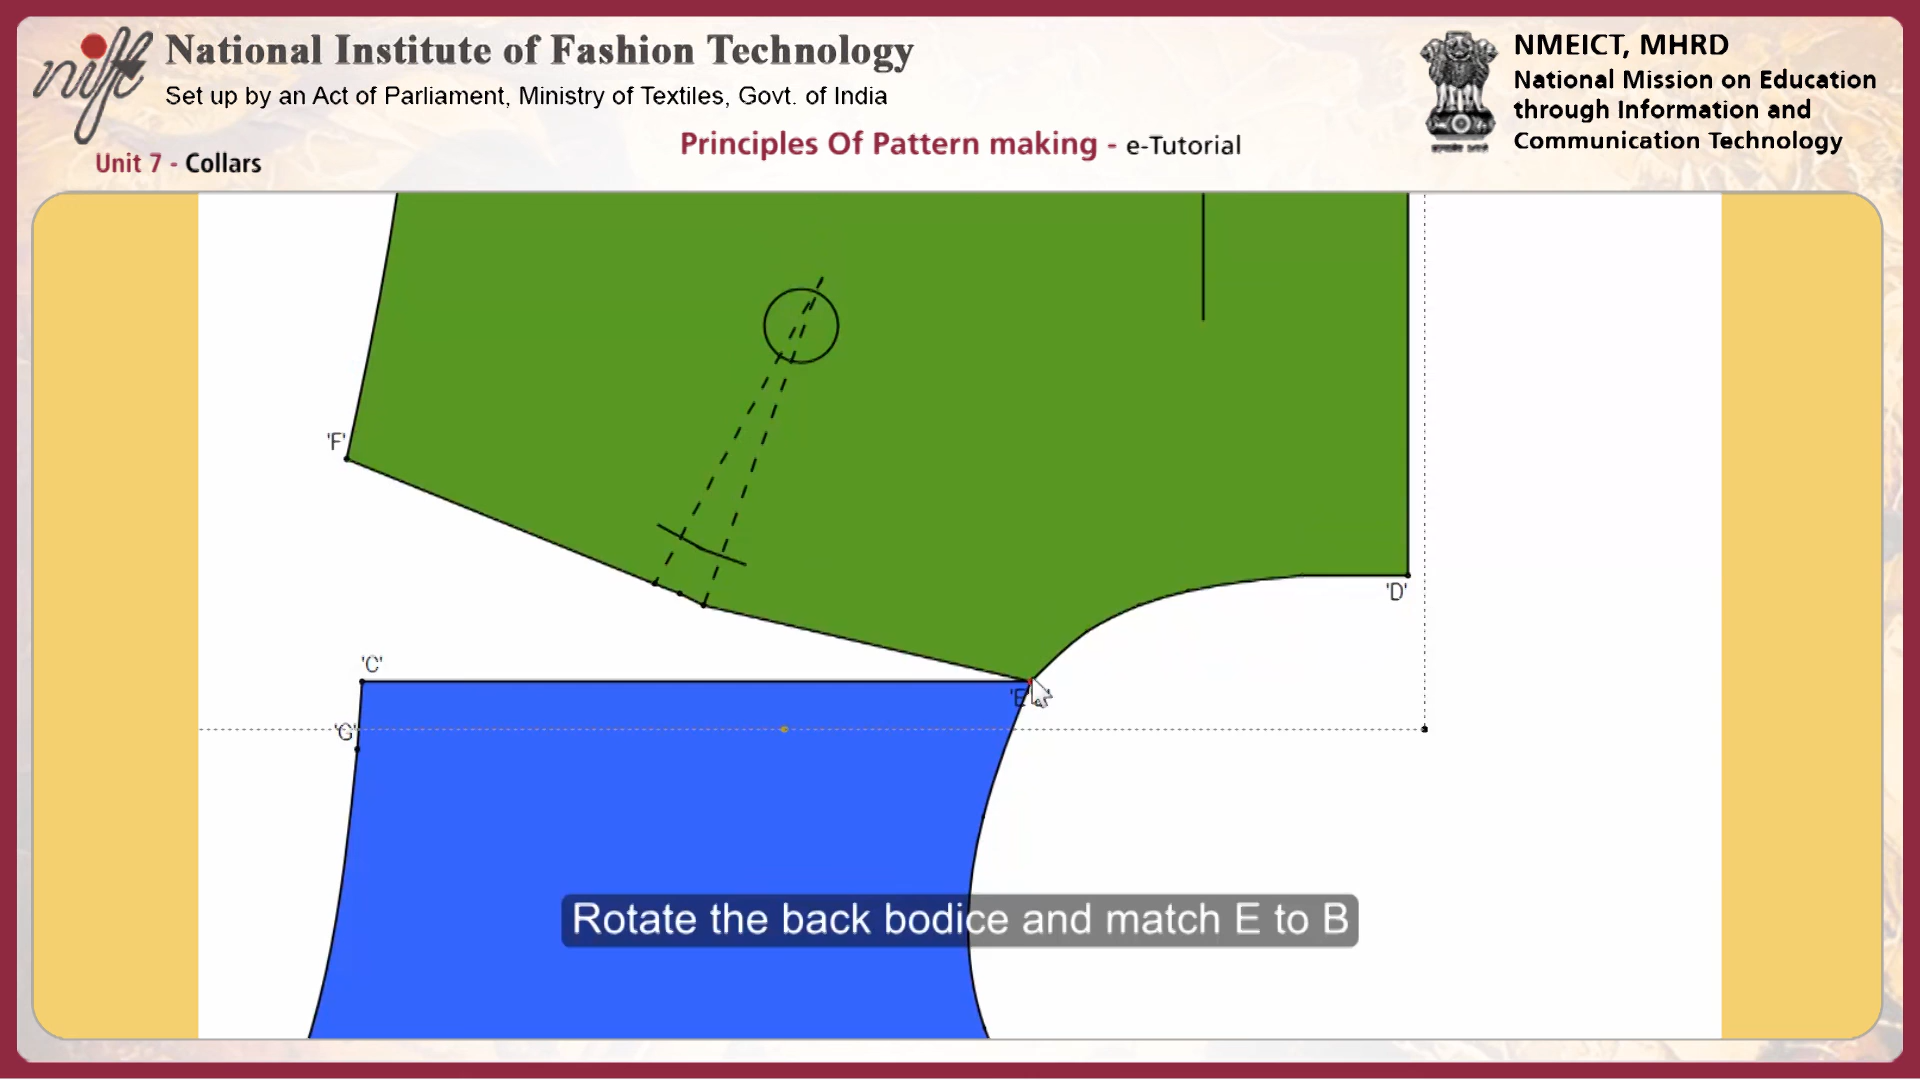 nift
National Institute of Fashion Technology
Set up by an Act of Parliament, Ministry of Textiles, Govt. of India
NMEICT, MHRD
National Mission on Education
through Information and
Communication Technology
Principles Of Pattern making - e-Tutorial
Unit 7 - Collars
'F'
'D'
'C'
'E'
'G'
Rotate the back bodice and match E to B